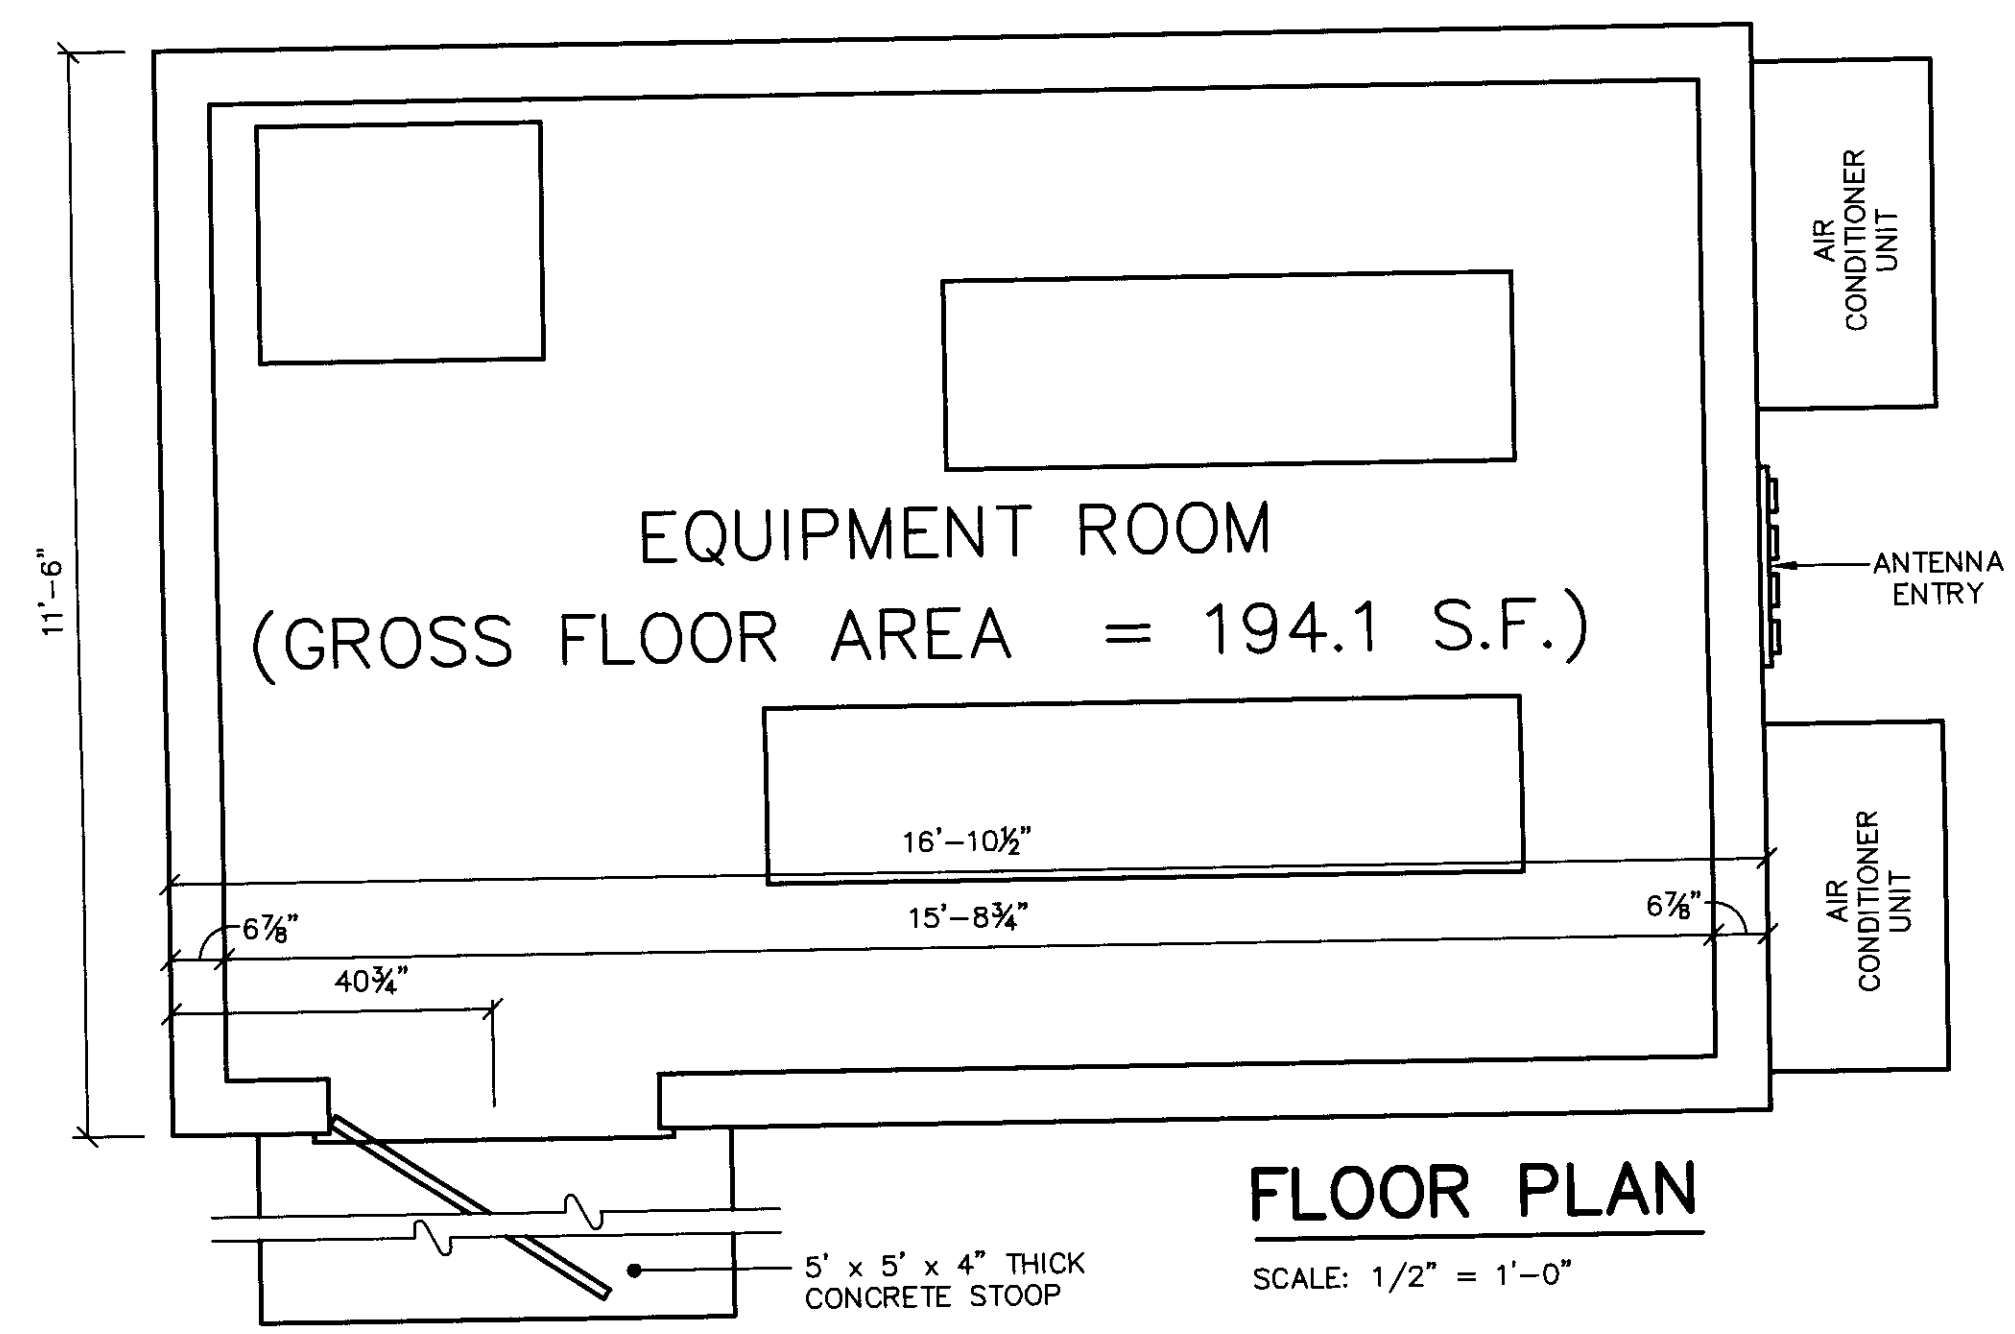 AIR
CONDITIONER
UNIT
11'-6"
EQUIPMENT ROOM
(GROSS FLOOR AREA = 194.1 S.F.)
ANTENNA
ENTRY
16'-10½"
6⅞"
15'-8¾"
6⅞"
AIR
CONDITIONER
UNIT
40¾"
FLOOR PLAN
SCALE: 1/2" = 1'-0"
5' x 5' x 4" THICK
CONCRETE STOOP